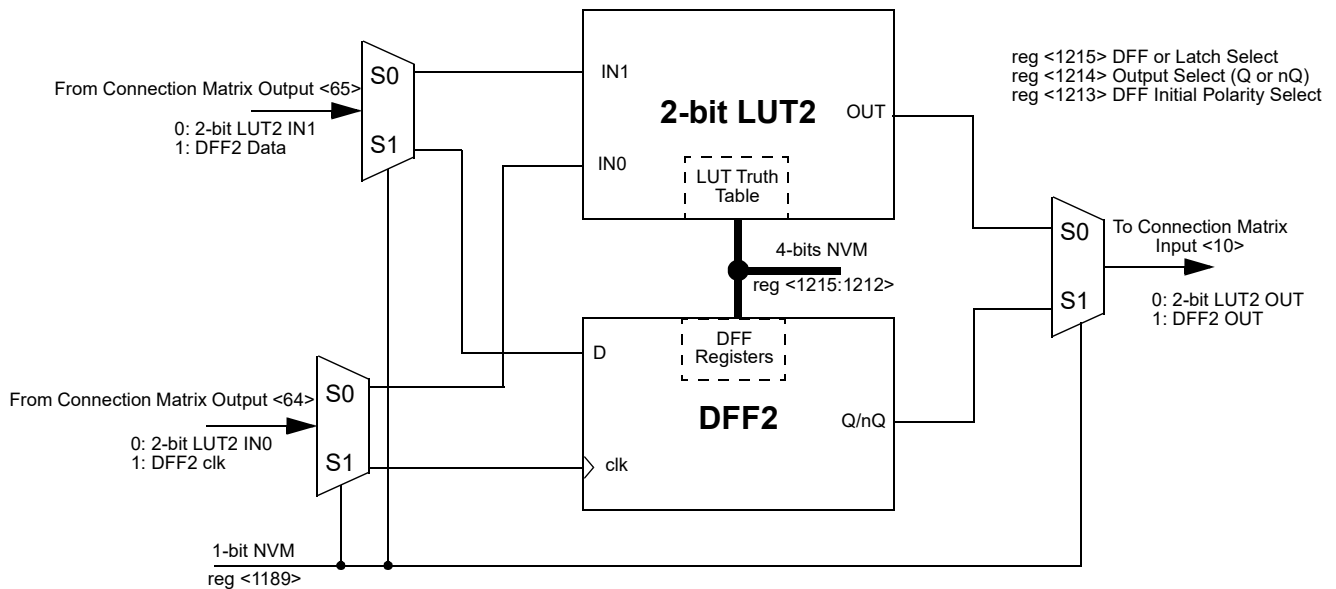 S0
From Connection Matrix Output <65>
0: 2-bit LUT2 IN1
1: DFF2 Data
S1
IN1
2-bit LUT2
OUT
IN0
LUT Truth
Table
reg <1215> DFF or Latch Select
reg <1214> Output Select (Q or nQ)
reg <1213> DFF Initial Polarity Select
4-bits NVM
reg <1215:1212>
S0
S1
To Connection Matrix
Input <10>
0: 2-bit LUT2 OUT
1: DFF2 OUT
D
DFF
Registers
DFF2
Q/nQ
clk
S0
From Connection Matrix Output <64>
0: 2-bit LUT2 IN0
1: DFF2 clk
S1
1-bit NVM
reg <1189>